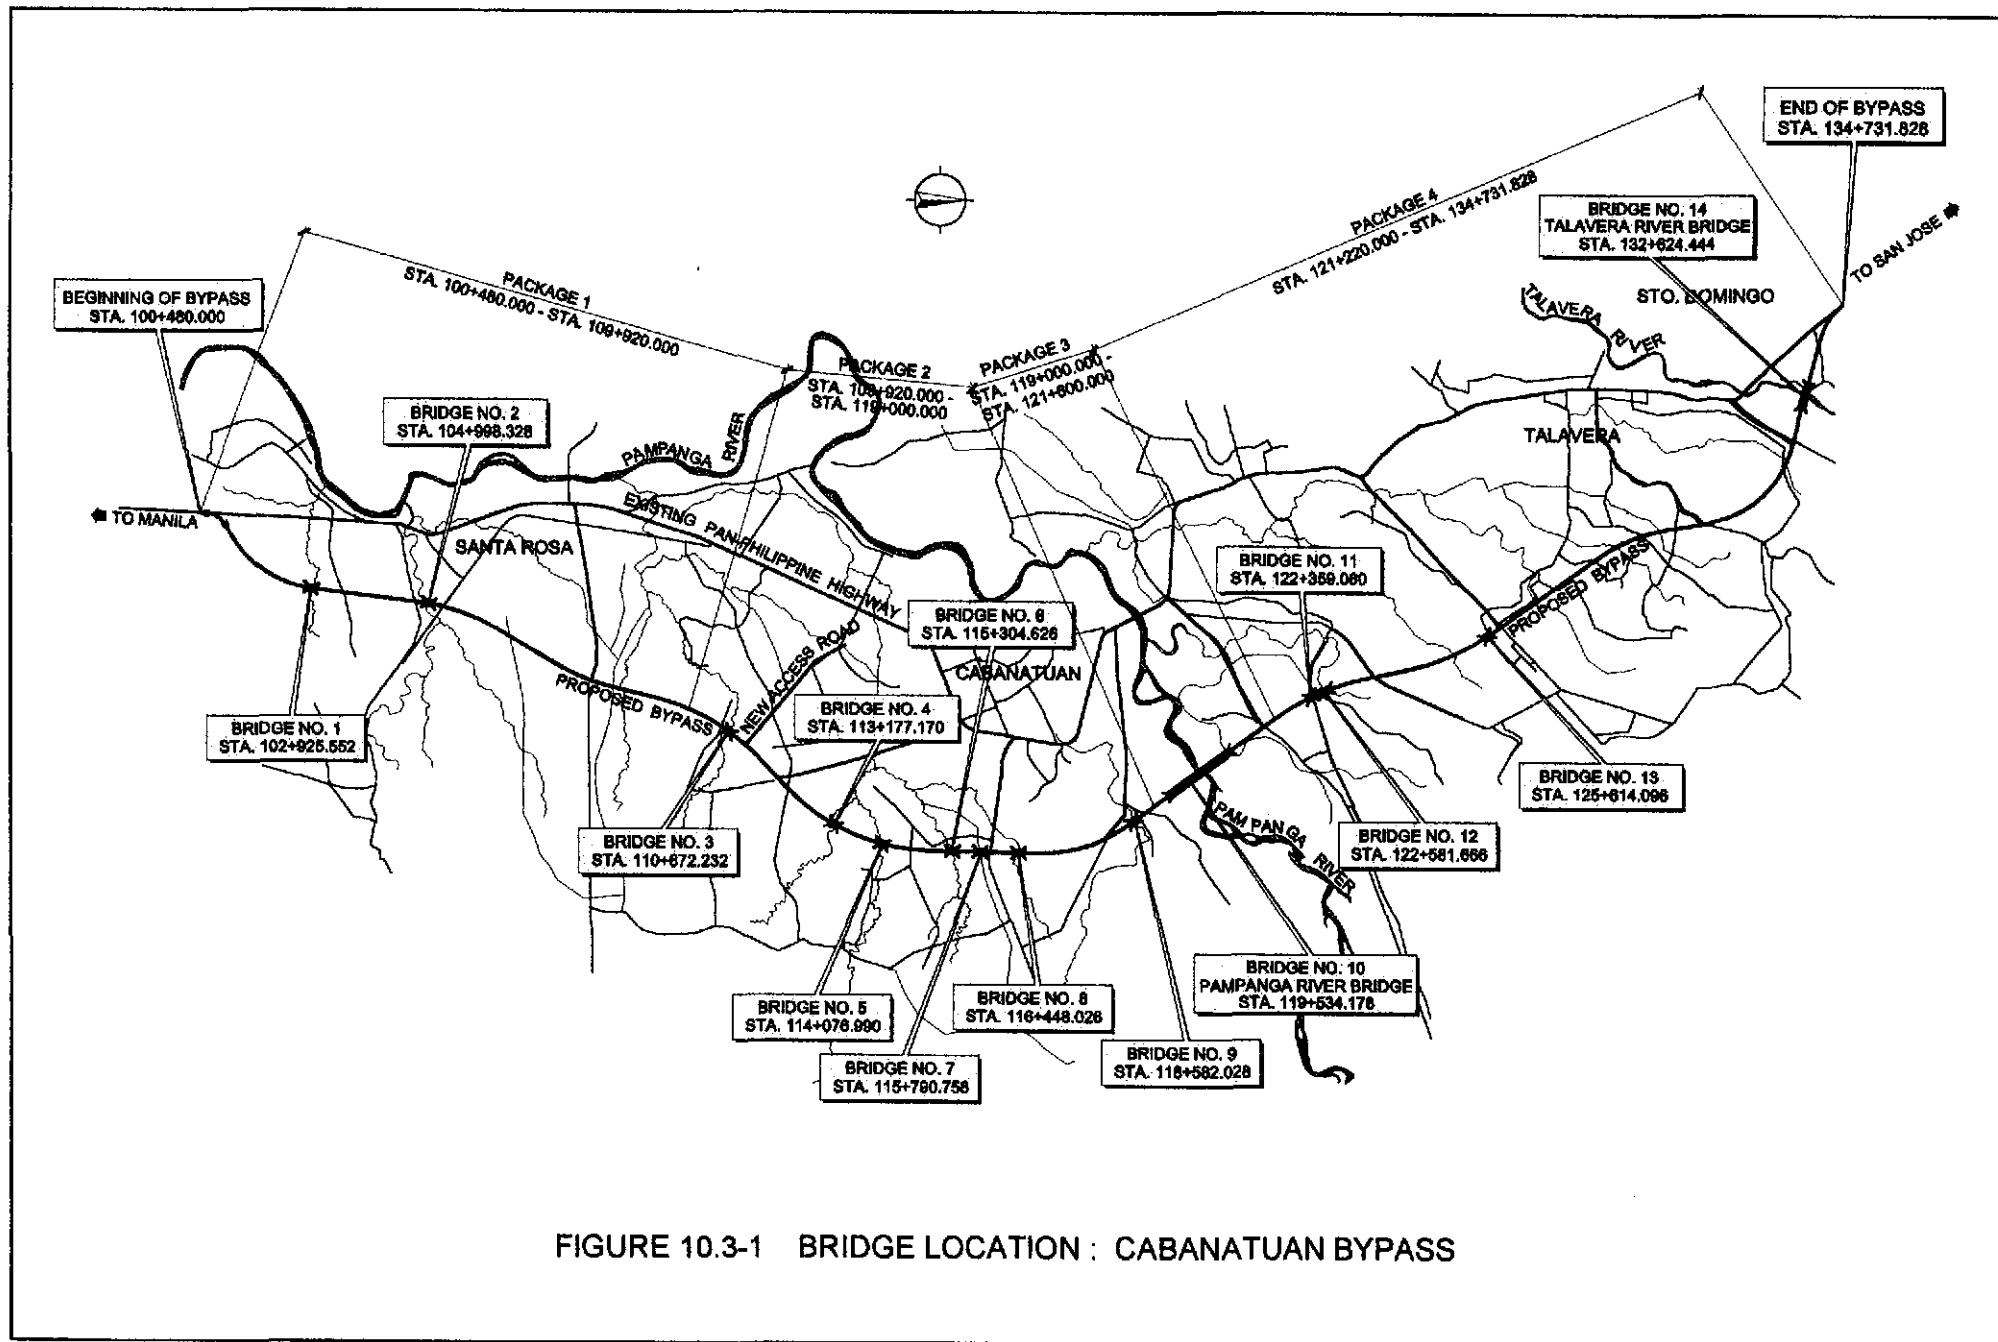 END OF BYPASS
STA. 134+731.828
BRIDGE NO. 14
TALAVERA RIVER BRIDGE
STA. 132+624.444
TO SAN JOSE
PACKAGE 4
STA. 121+220.000 - STA. 134+731.828
STO. DOMINGO
TALAVERA RIVER
BEGINNING OF BYPASS
STA. 100+480.000
PACKAGE 1
STA. 100+480.000 - STA. 109+920.000
PACKAGE 2
STA. 109+920.000 -
STA. 119+000.000
PACKAGE 3
STA. 119+000.000 -
STA. 121+600.000
BRIDGE NO. 2
STA. 104+998.328
PAMPANGA RIVER
TALAVERA
TO MANILA
EXISTING PAN-PHILIPPINE HIGHWAY
SANTA ROSA
BRIDGE NO. 11
STA. 122+359.060
PROPOSED BYPASS
BRIDGE NO. 6
STA. 115+304.626
NEW ACCESS ROAD
CABANATUAN
PROPOSED BYPASS
BRIDGE NO. 4
STA. 113+177.170
BRIDGE NO. 1
STA. 102+925.552
BRIDGE NO. 13
STA. 125+614.096
PAMPANGA RIVER
BRIDGE NO. 3
STA. 110+672.232
BRIDGE NO. 12
STA. 122+581.656
BRIDGE NO. 10
PAMPANGA RIVER BRIDGE
STA. 119+534.178
BRIDGE NO. 5
STA. 114+076.990
BRIDGE NO. 8
STA. 116+448.026
BRIDGE NO. 7
STA. 115+790.758
BRIDGE NO. 9
STA. 118+582.028
FIGURE 10.3-1 BRIDGE LOCATION : CABANATUAN BYPASS